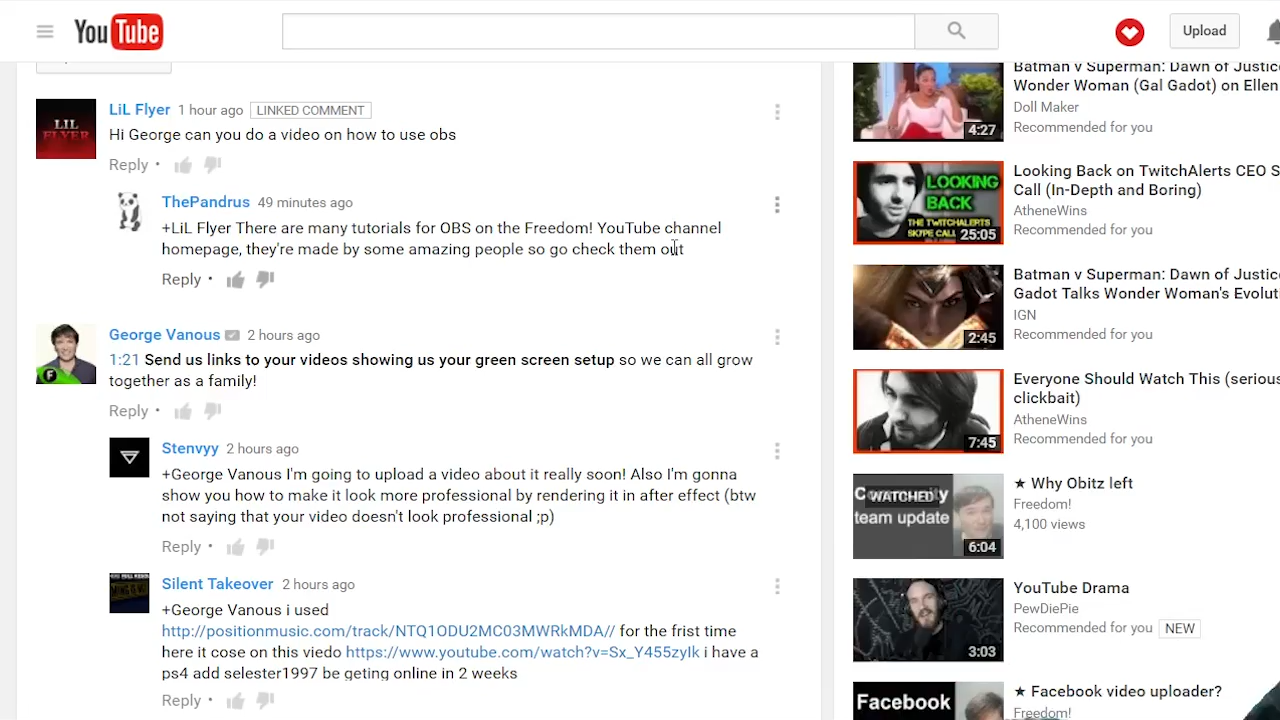 YouTube
Upload
LiL Flyer 1 hour ago LINKED COMMENT
Hi George can you do a video on how to use obs
Reply •
ThePandrus 49 minutes ago
+LiL Flyer There are many tutorials for OBS on the Freedom! YouTube channel
homepage, they're made by some amazing people so go check them out
Reply •
George Vanous 2 hours ago
1:21 Send us links to your videos showing us your green screen setup so we can all grow
together as a family!
Reply •
Stenvyy 2 hours ago
+George Vanous I'm going to upload a video about it really soon! Also I'm gonna
show you how to make it look more professional by rendering it in after effect (btw
not saying that your video doesn't look professional ;p)
Reply •
Silent Takeover 2 hours ago
+George Vanous i used
http://positionmusic.com/track/NTQ1ODU2MC03MWRkMDA// for the frist time
here it cose on this viedo https://www.youtube.com/watch?v=Sx_Y455zyIk i have a
ps4 add selester1997 be geting online in 2 weeks
Reply •
LIL
FLYER
F
Batman v Superman: Dawn of Justice
Wonder Woman (Gal Gadot) on Ellen
Doll Maker
Recommended for you
4:27
Looking Back on TwitchAlerts CEO S
Call (In-Depth and Boring)
AtheneWins
Recommended for you
LOOKING
BACK
THE TWITCHALERTS
SKYPE CALL
25:05
Batman v Superman: Dawn of Justice
Gadot Talks Wonder Woman's Evolut
IGN
Recommended for you
2:45
Everyone Should Watch This (serious
clickbait)
AtheneWins
Recommended for you
7:45
★ Why Obitz left
Freedom!
4,100 views
WATCHED
Community
team update
6:04
YouTube Drama
PewDiePie
Recommended for you NEW
3:03
★ Facebook video uploader?
Freedom!
Facebook